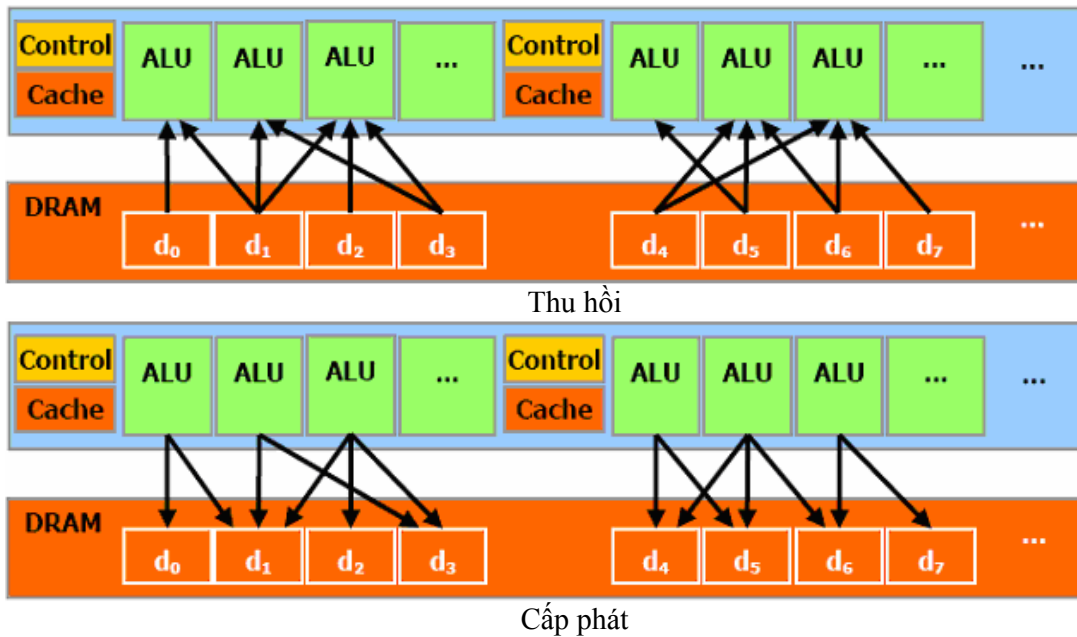 Control ALU ALU ALU ... Control ALU ALU ALU ... ...
Cache Cache
DRAM ...
d₀ d₁ d₂ d₃ d₄ d₅ d₆ d₇
Thu hồi
Control ALU ALU ALU ... Control ALU ALU ALU ... ...
Cache Cache
DRAM ...
d₀ d₁ d₂ d₃ d₄ d₅ d₆ d₇
Cấp phát